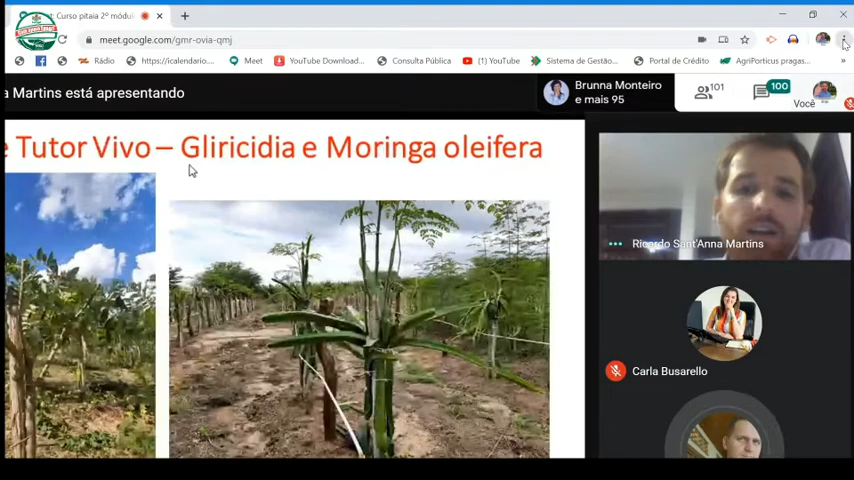 : Curso pitaia 2º módulo
meet.google.com/gmr-ovia-qmj
Rádio
https://icalendario....
Meet
YouTube Download...
Consulta Pública
(1) YouTube
Sistema de Gestão...
Portal de Crédito
AgriPorticus pragas...
a Martins está apresentando
Brunna Monteiro
e mais 95
101
100
Você
e Tutor Vivo – Gliricidia e Moringa oleifera
Ricardo Sant'Anna Martins
Carla Busarello